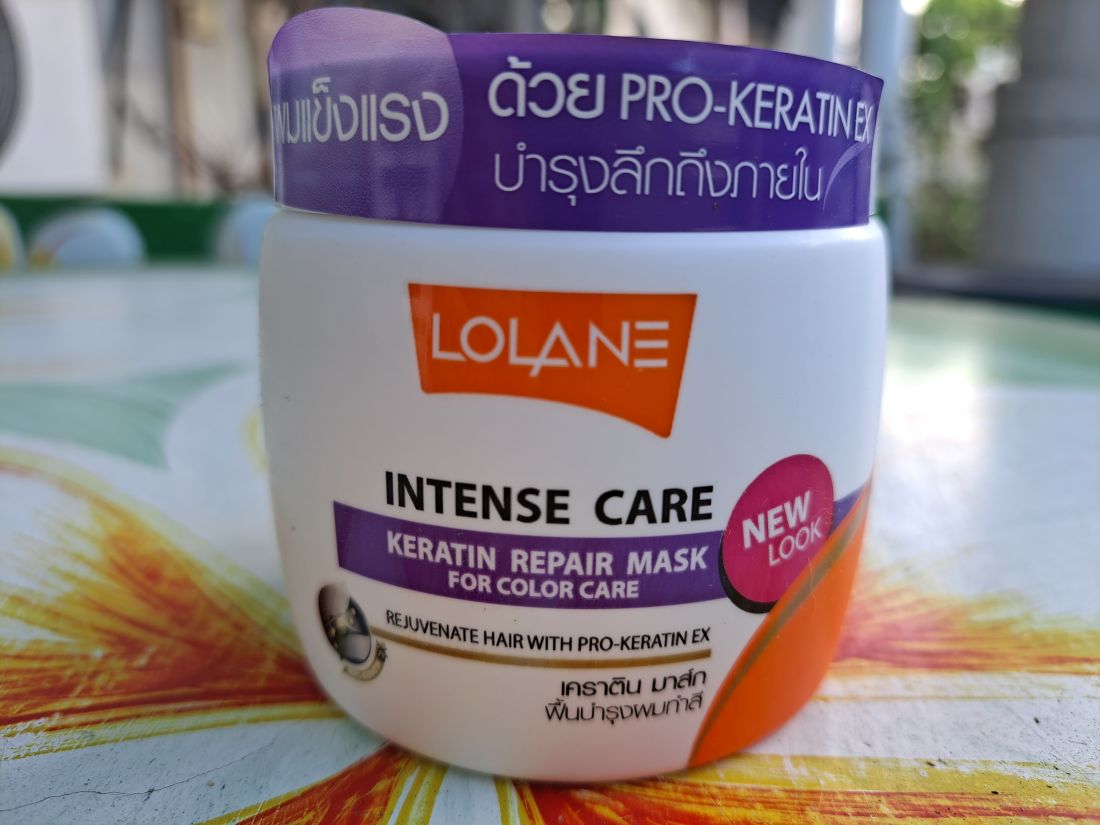 ผมแข็งแรง
ด้วย PRO-KERATIN EX
บำรุงลึกถึงภายใน
LOLANE
INTENSE CARE
KERATIN REPAIR MASK
FOR COLOR CARE
NEW
LOOK
REJUVENATE HAIR WITH PRO-KERATIN EX
เคราติน มาส์ก
ฟื้นบำรุงผมทำสี